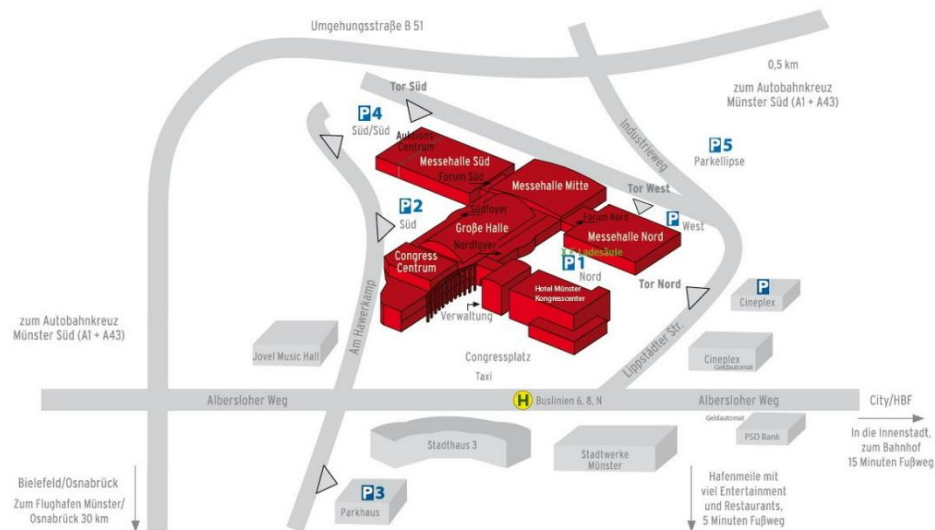 Umgehungsstraße B 51
0,5 km
zum Autobahnkreuz
Münster Süd (A1 + A43)
Tor Süd
P4
Süd/Süd
Industrieweg
P5
Parkellipse
Auktions-
Centrum
Messehalle Süd
Forum Süd
Messehalle Mitte
Tor West
P2
Süd
Südfoyer
Große Halle
Nordfoyer
Forum Nord
Messehalle Nord
P
West
Congress
Centrum
Ladesäule
P1
Nord
Tor Nord
P
Cineplex
Hotel Münster
Kongresscenter
Verwaltung
zum Autobahnkreuz
Münster Süd (A1 + A43)
Jovel Music Hall
Am Hawerkamp
Lippstädter Str.
Cineplex
Geldautomat
Congressplatz
Taxi
Albersloher Weg
H
Buslinien 6, 8, N
Albersloher Weg
City/HBF
Geldautomat
PSD Bank
In die Innenstadt,
zum Bahnhof
15 Minuten Fußweg
Stadthaus 3
Stadtwerke
Münster
Bielefeld/Osnabrück
Zum Flughafen Münster/
Osnabrück 30 km
P3
Parkhaus
Hafenmeile mit
viel Entertainment
und Restaurants,
5 Minuten Fußweg